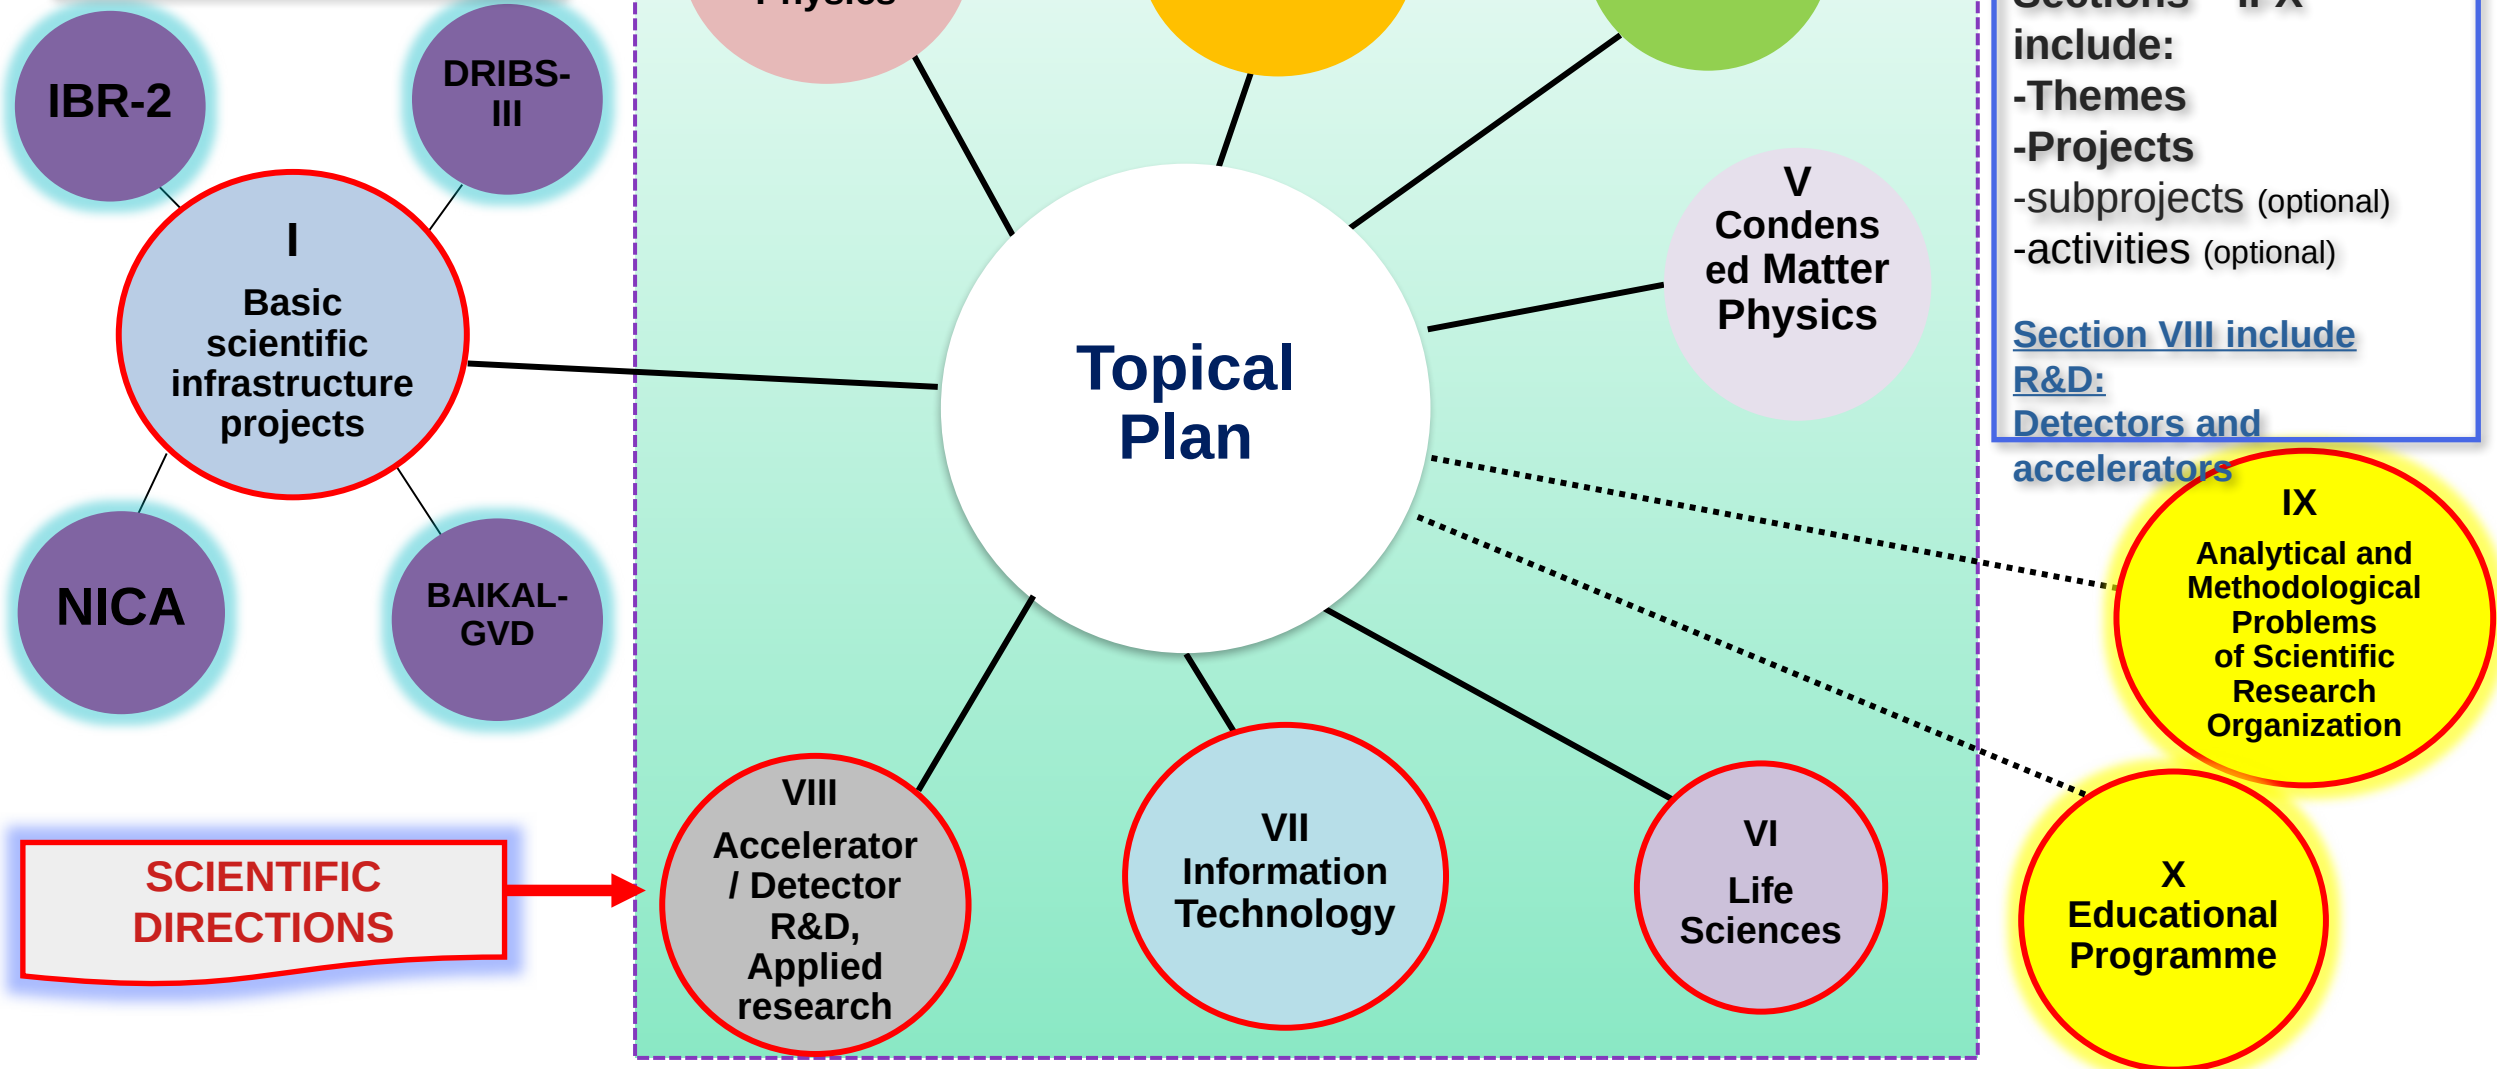 Physics
IBR-2
DRIBS-
III
I
Basic
scientific
infrastructure
projects
NICA
BAIKAL-
GVD
SCIENTIFIC
DIRECTIONS
Topical
Plan
V
Condens
ed Matter
Physics
VIII
Accelerator
/ Detector
R&D,
Applied
research
VII
Information
Technology
VI
Life
Sciences
Sections
include:
-Themes
-Projects
-subprojects (optional)
-activities (optional)
Section VIII include
R&D:
Detectors and
accelerators
IX
Analytical and
Methodological
Problems
of Scientific
Research
Organization
X
Educational
Programme